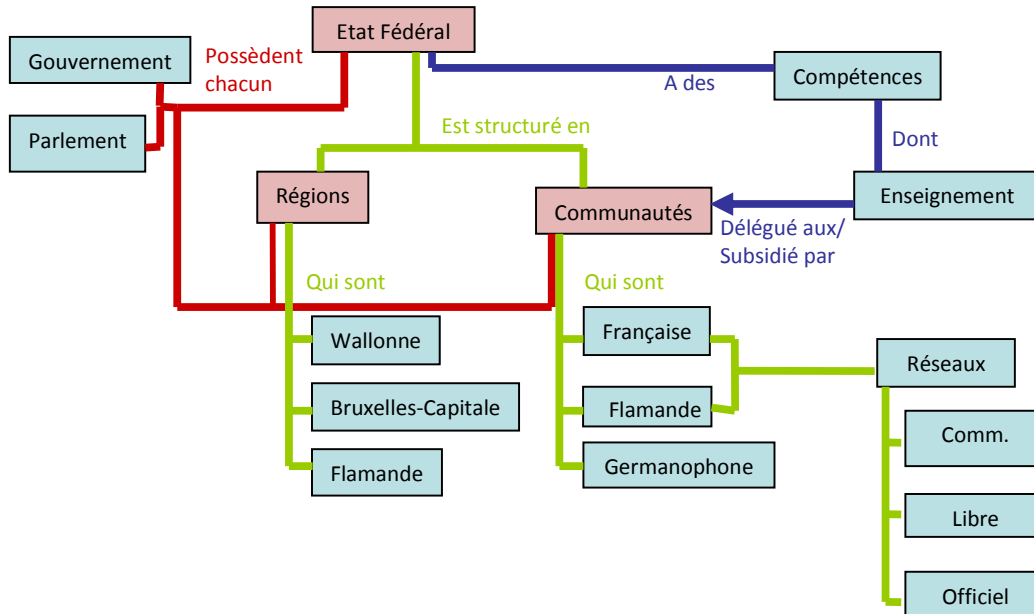 Etat Fédéral
Gouvernement
Possèdent
chacun
A des
Compétences
Parlement
Est structuré en
Dont
Régions
Communautés
Enseignement
Délégué aux/
Subsidié par
Qui sont
Qui sont
Wallonne
Française
Réseaux
Bruxelles-Capitale
Flamande
Comm.
Flamande
Germanophone
Libre
Officiel